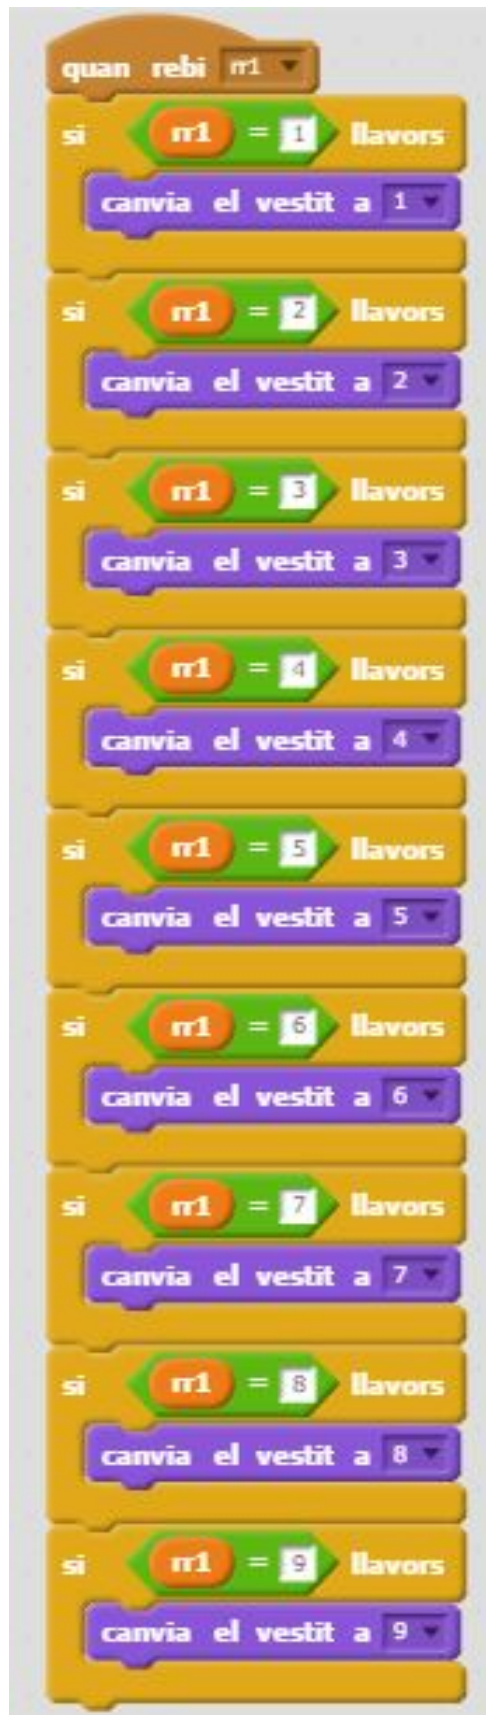 quan rebi rr1
si rr1 = 1 llavors
canvia el vestit a 1
si rr1 = 2 llavors
canvia el vestit a 2
si rr1 = 3 llavors
canvia el vestit a 3
si rr1 = 4 llavors
canvia el vestit a 4
si rr1 = 5 llavors
canvia el vestit a 5
si rr1 = 6 llavors
canvia el vestit a 6
si rr1 = 7 llavors
canvia el vestit a 7
si rr1 = 8 llavors
canvia el vestit a 8
si rr1 = 9 llavors
canvia el vestit a 9